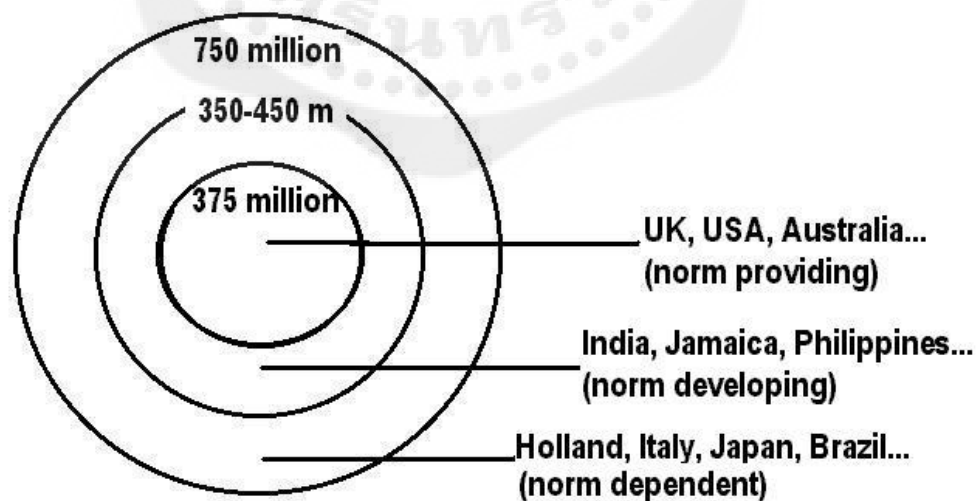 750 million
350-450 m
375 million
UK, USA, Australia...
(norm providing)
India, Jamaica, Philippines...
(norm developing)
Holland, Italy, Japan, Brazil...
(norm dependent)